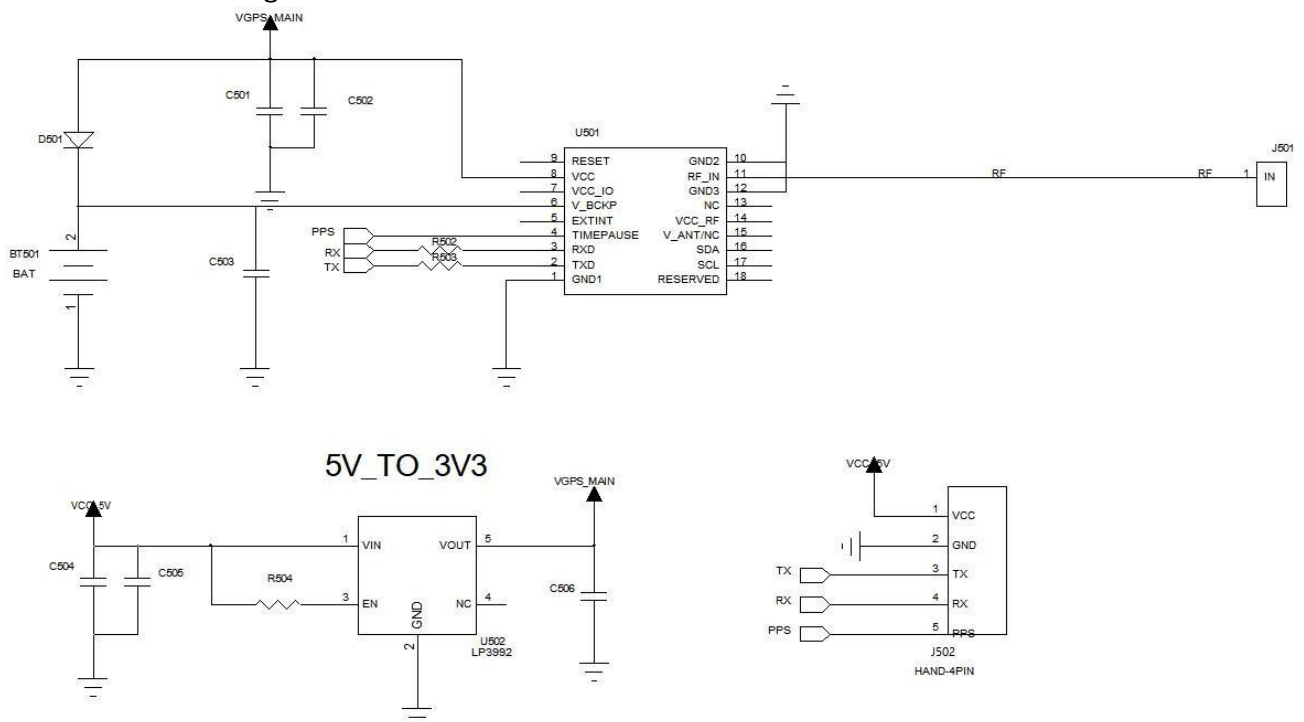 VGPS_MAIN
C501
C502
D501
U501
J501
9 RESET GND2 10
8 VCC RF_IN 11 RF RF 1 IN
7 VCC_IO GND3 12
6 V_BCKP NC 13
5 EXTINT VCC_RF 14
PPS 4 TIMEPAUSE V_ANT/NC 15
RX R502 3 RXD SDA 16
TX R503 2 TXD SCL 17
1 GND1 RESERVED 18
2
BT501
BAT
1
C503
5V_TO_3V3
VCC_5V
VGPS_MAIN
1 VIN VOUT 5
C504
C505
R504
3 EN NC 4
GND
2
U502
LP3992
C506
VCC_5V
1 VCC
2 GND
TX 3 TX
RX 4 RX
PPS 5 PPS
J502
HAND-4PIN